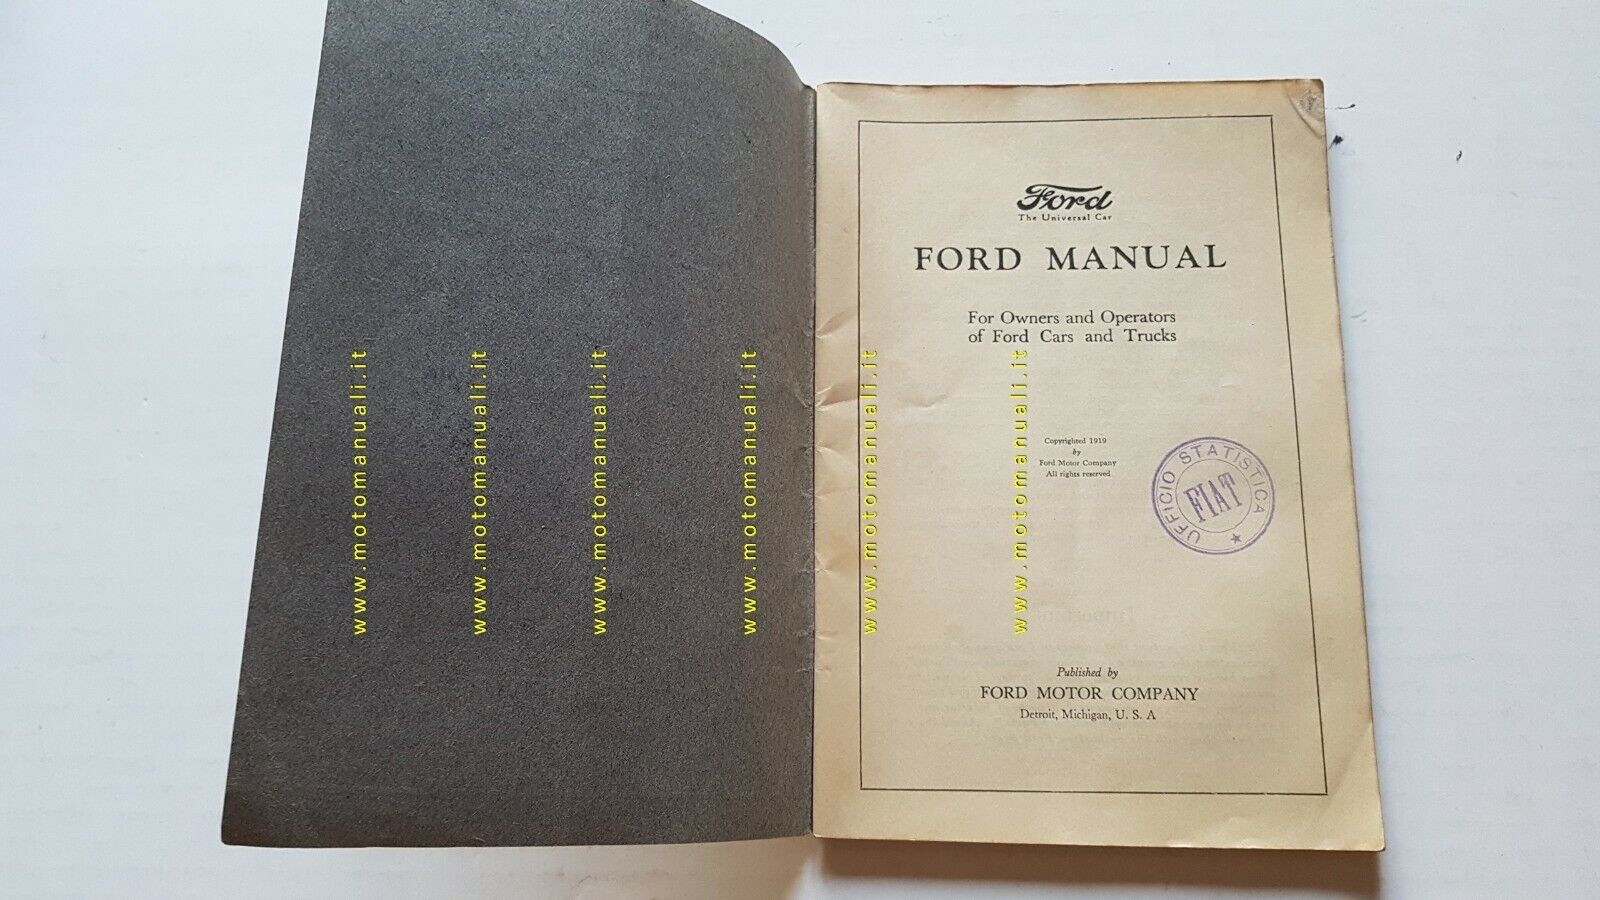 www.motomanuali.it
www.motomanuali.it
www.motomanuali.it
www.motomanuali.it
www.motomanuali.it
www.motomanuali.it
Ford
The Universal Car
FORD MANUAL
For Owners and Operators
of Ford Cars and Trucks
Copyrighted 1919
by
Ford Motor Company
All rights reserved
UFFICIO STATISTICA
FIAT
Published by
FORD MOTOR COMPANY
Detroit, Michigan, U. S. A